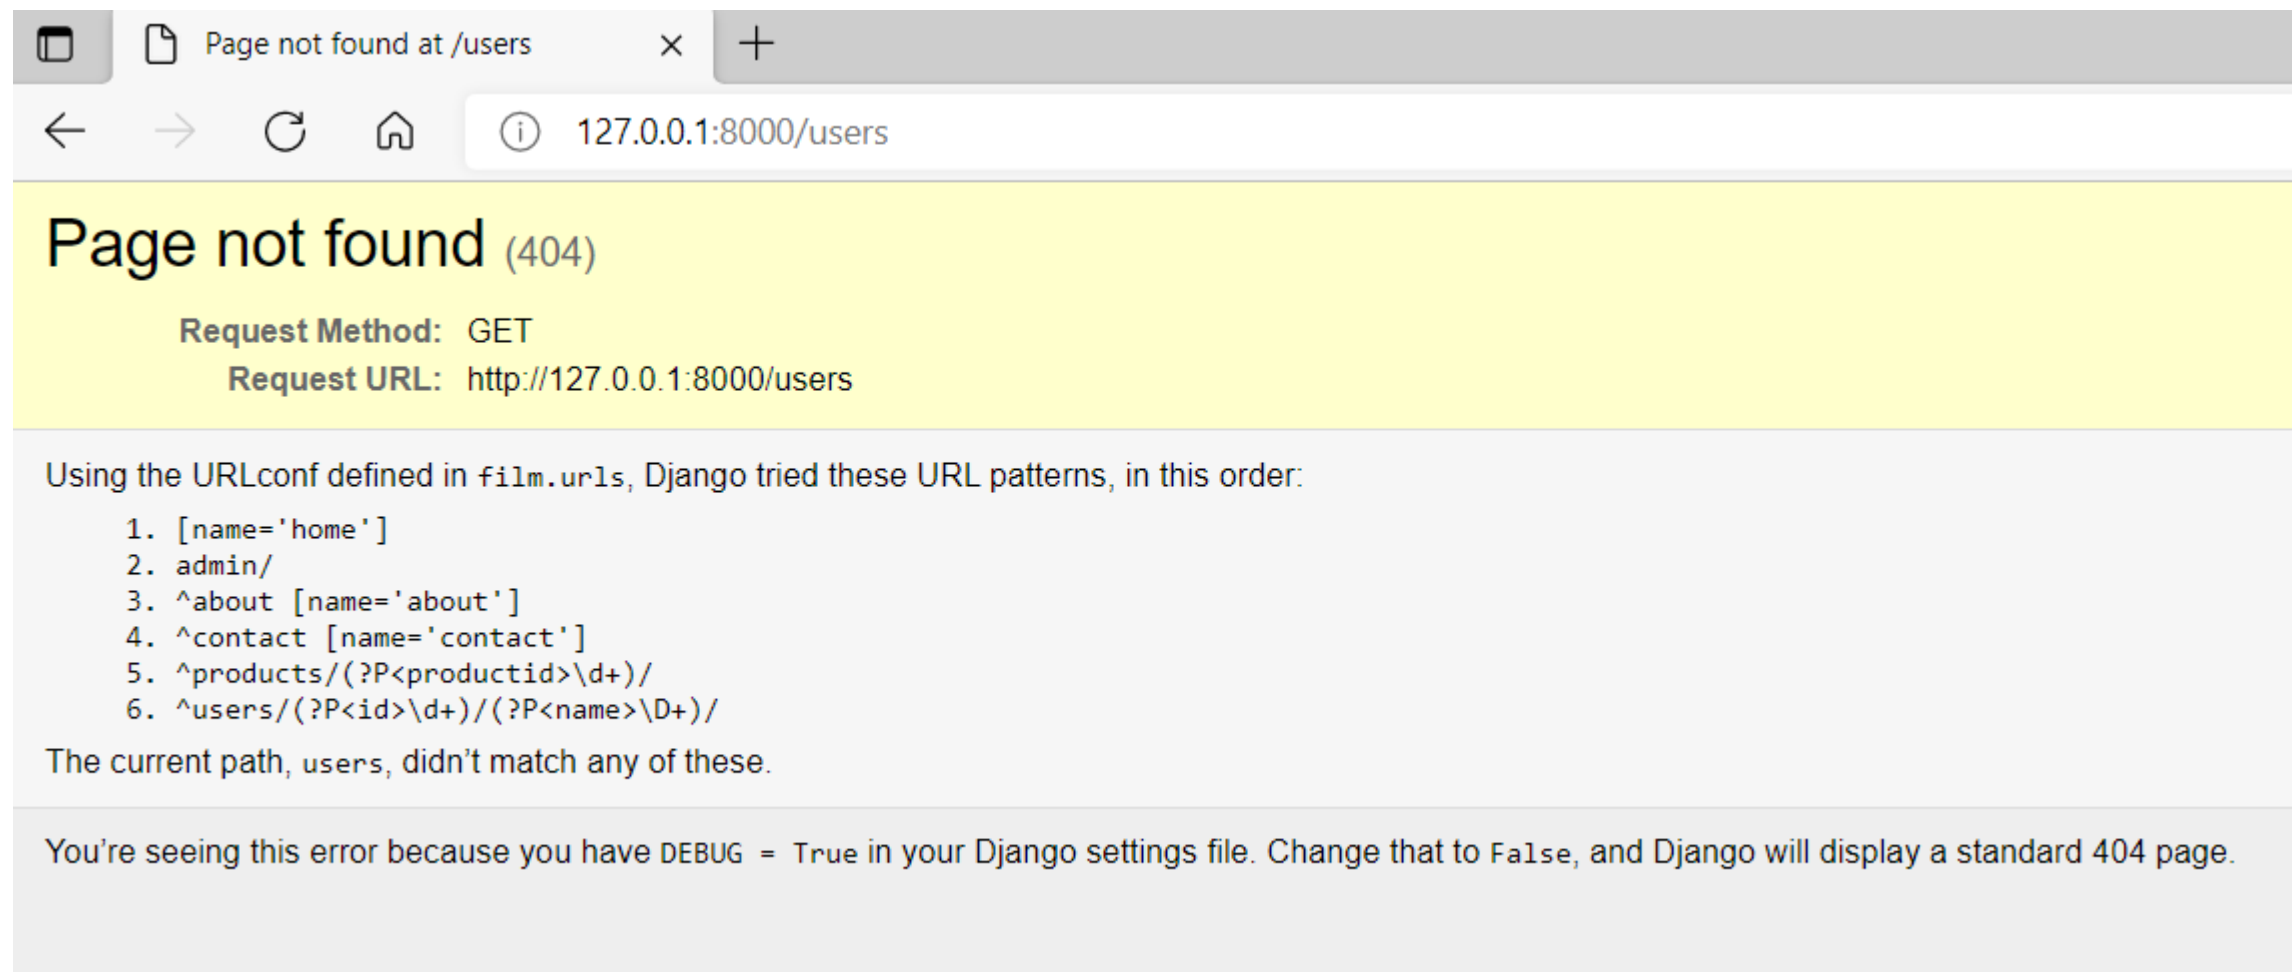 Page not found at /users
127.0.0.1:8000/users
Page not found (404)
Request Method: GET
Request URL: http://127.0.0.1:8000/users
Using the URLconf defined in film.urls, Django tried these URL patterns, in this order:
1. [name='home']
2. admin/
3. ^about [name='about']
4. ^contact [name='contact']
5. ^products/(?P<productid>\d+)/
6. ^users/(?P<id>\d+)/(?P<name>\D+)/
The current path, users, didn’t match any of these.
You’re seeing this error because you have DEBUG = True in your Django settings file. Change that to False, and Django will display a standard 404 page.